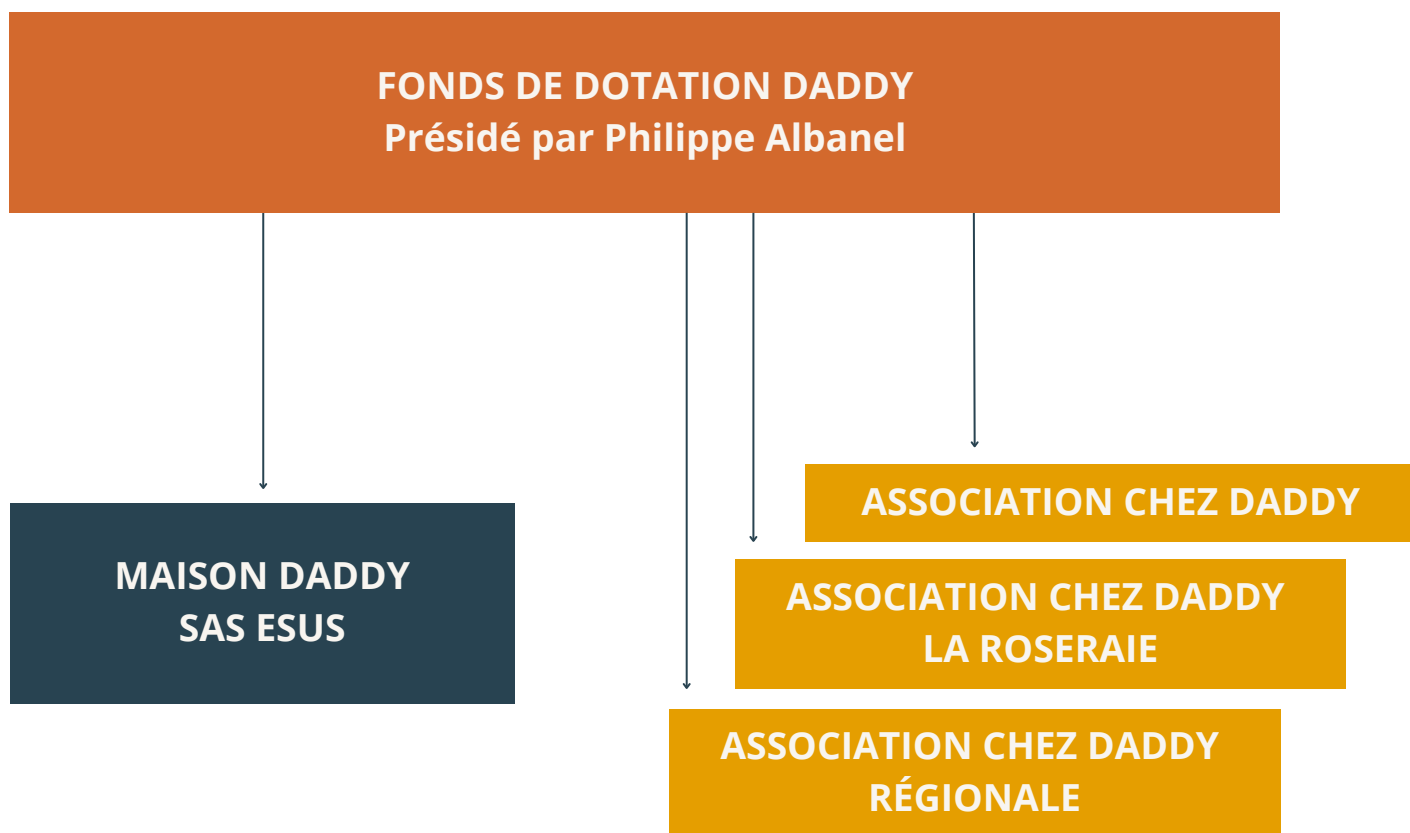 FONDS DE DOTATION DADDY
Présidé par Philippe Albanel
MAISON DADDY
SAS ESUS
ASSOCIATION CHEZ DADDY
ASSOCIATION CHEZ DADDY
LA ROSERAIE
ASSOCIATION CHEZ DADDY
RÉGIONALE